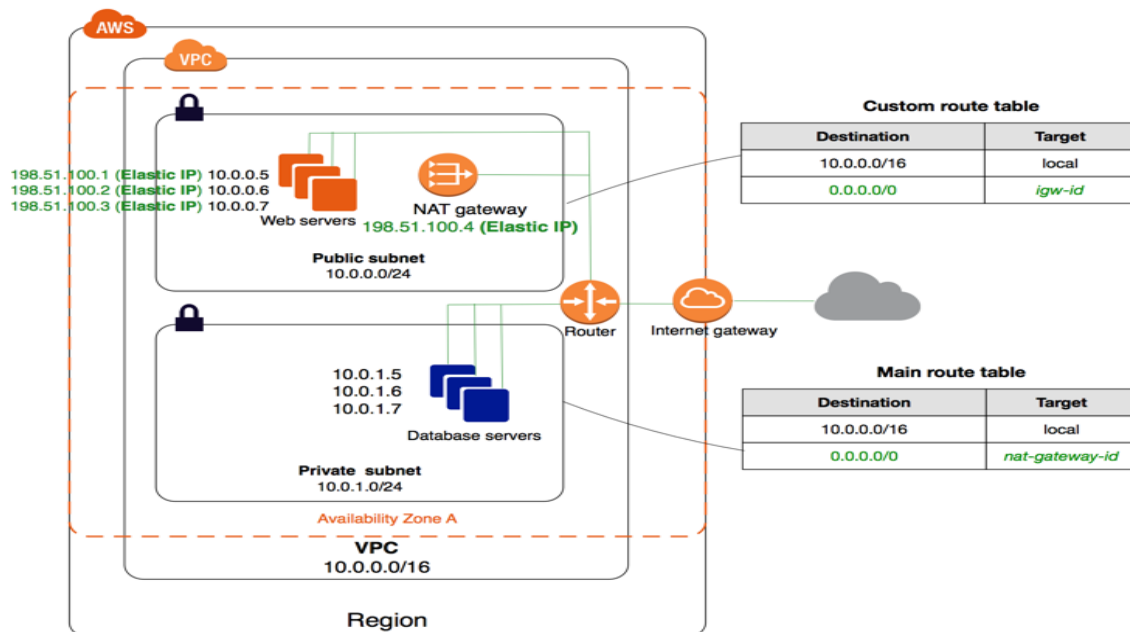 AWS
VPC
198.51.100.1 (Elastic IP) 10.0.0.5
198.51.100.2 (Elastic IP) 10.0.0.6
198.51.100.3 (Elastic IP) 10.0.0.7
Web servers
NAT gateway
198.51.100.4 (Elastic IP)
Public subnet
10.0.0.0/24
Custom route table
Destination Target
10.0.0.0/16 local
0.0.0.0/0 igw-id
Router
Internet gateway
10.0.1.5
10.0.1.6
10.0.1.7
Database servers
Private subnet
10.0.1.0/24
Main route table
Destination Target
10.0.0.0/16 local
0.0.0.0/0 nat-gateway-id
Availability Zone A
VPC
10.0.0.0/16
Region